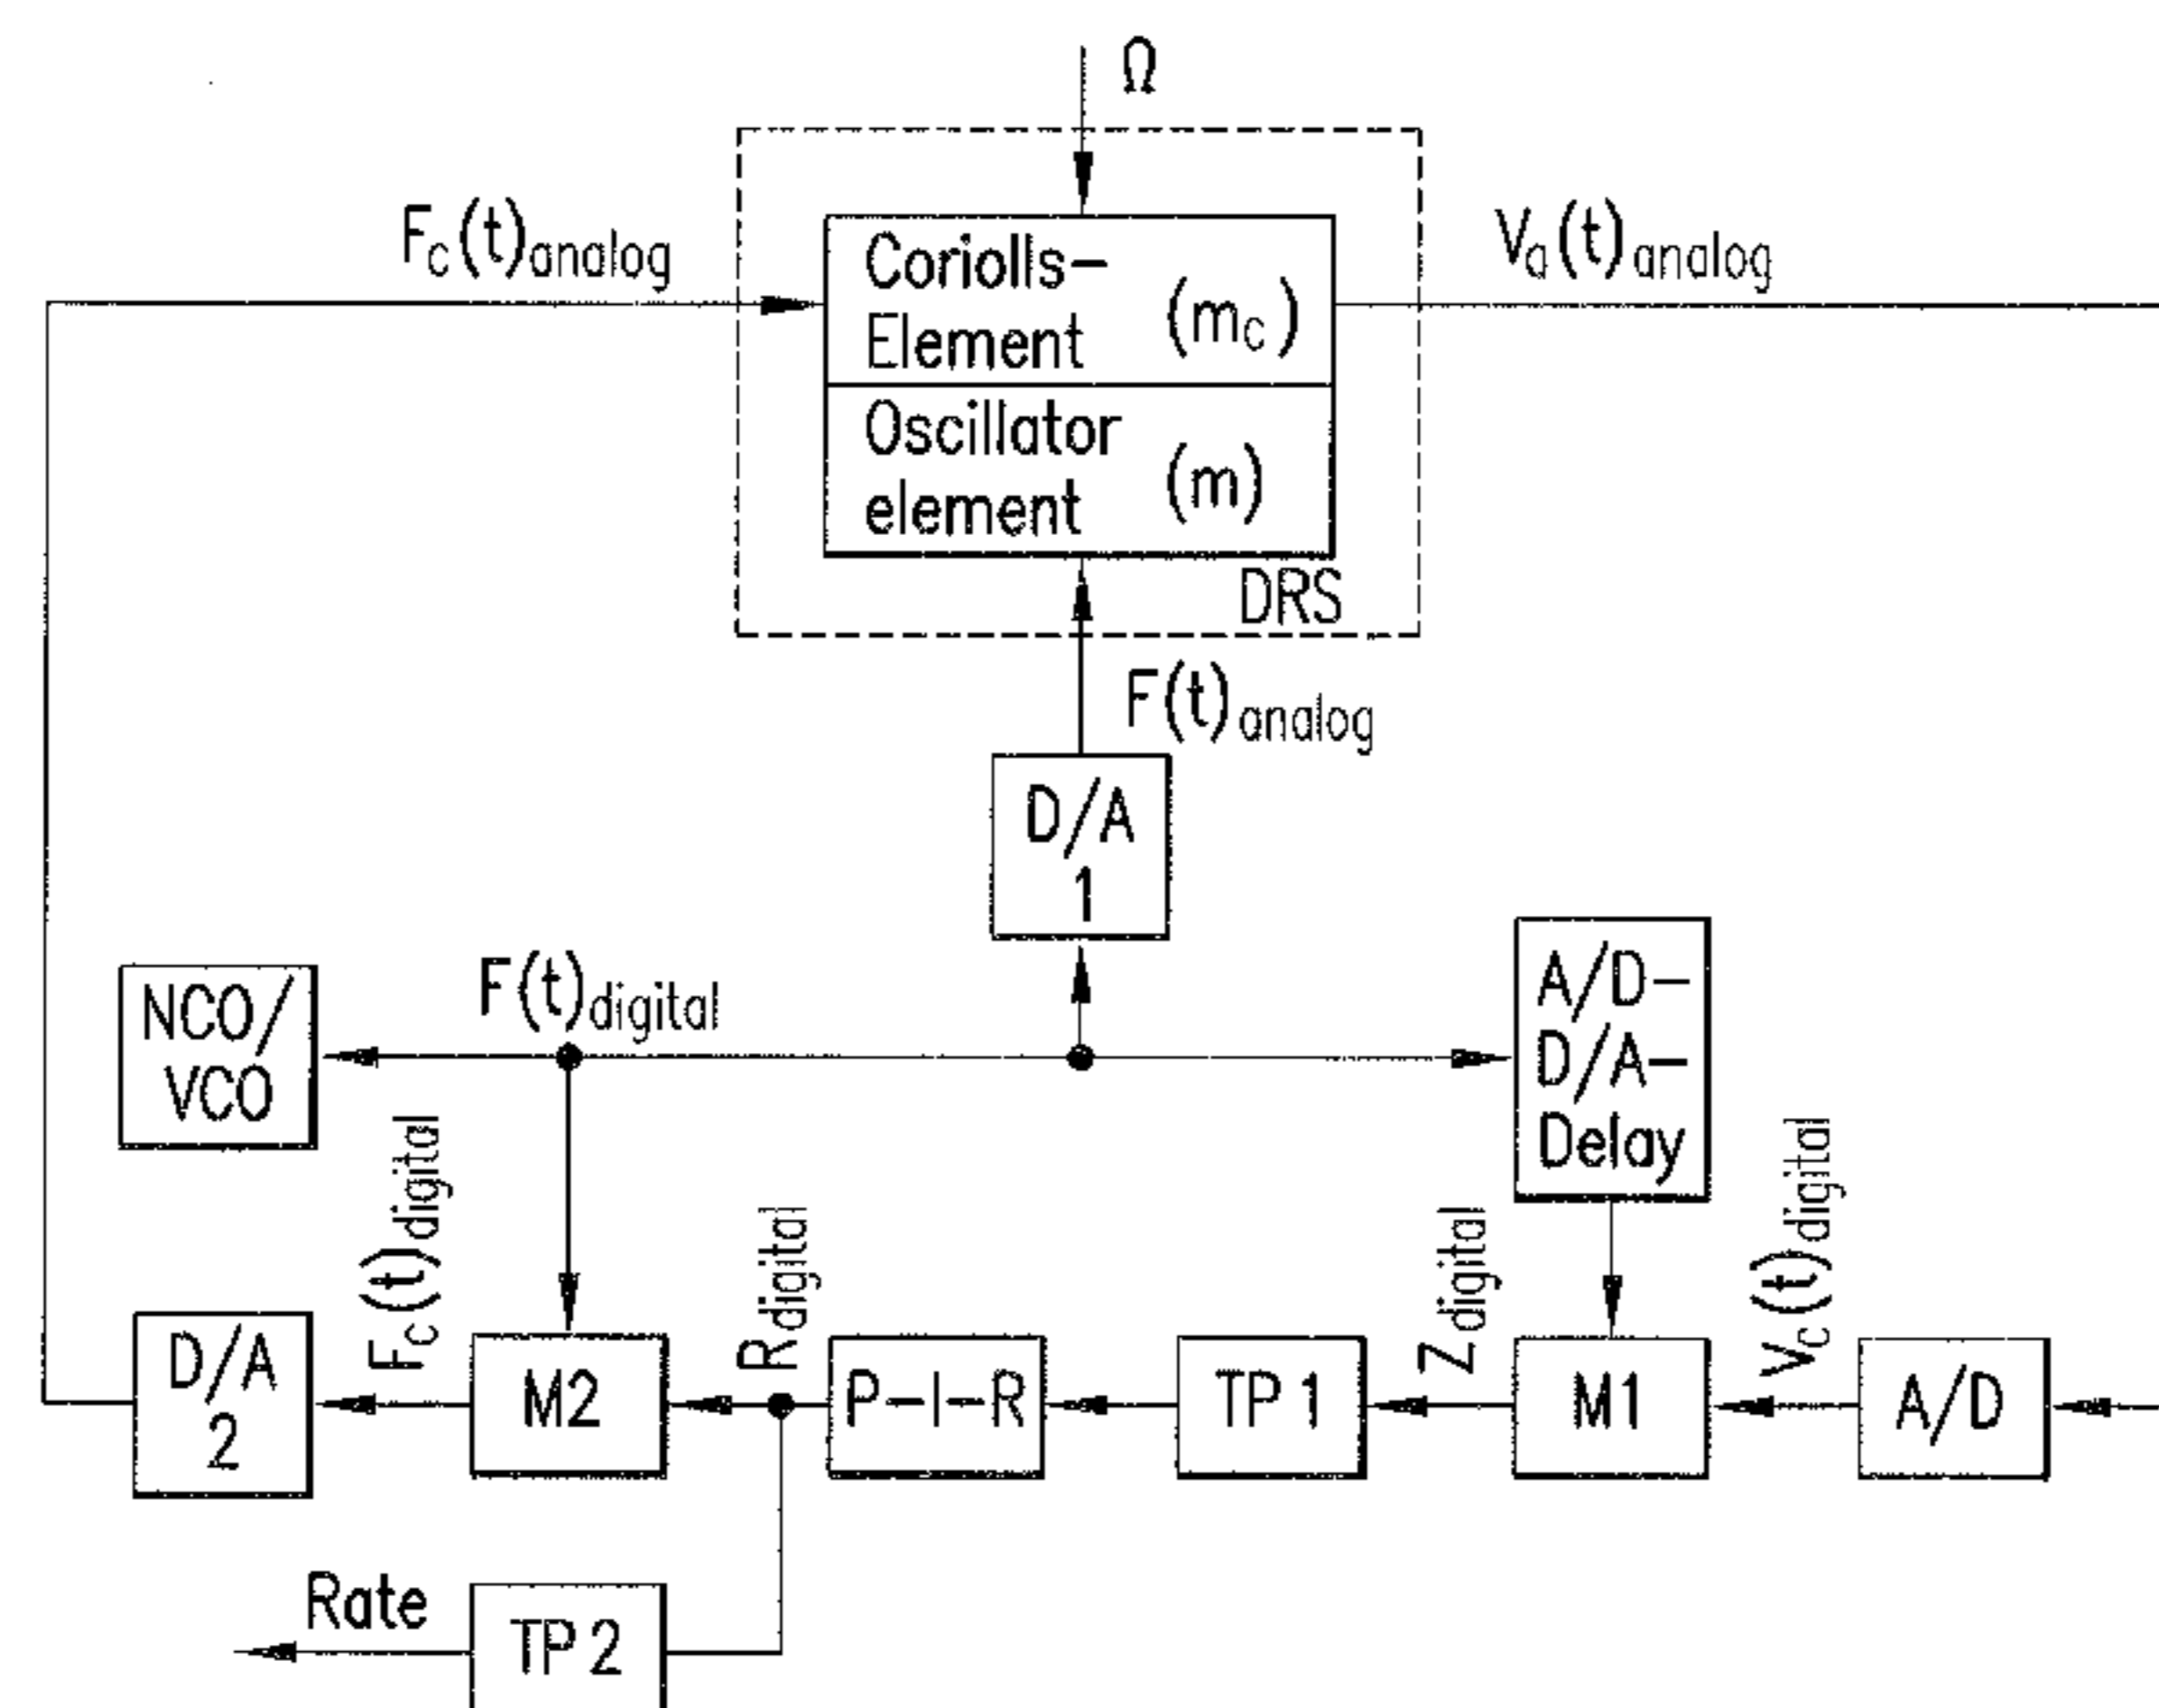 Ω
Fc(t)analog
Va(t)analog
Coriolls-
Element (mc)
Oscillator
element (m)
DRS
F(t)analog
D/A
1
NCO/
VCO
F(t)digital
A/D-
D/A-
Delay
Fc(t)digital
Rdigital
Zdigital
Vc(t)digital
D/A
2
M2
P-I-R
TP 1
M1
A/D
Rate
TP 2